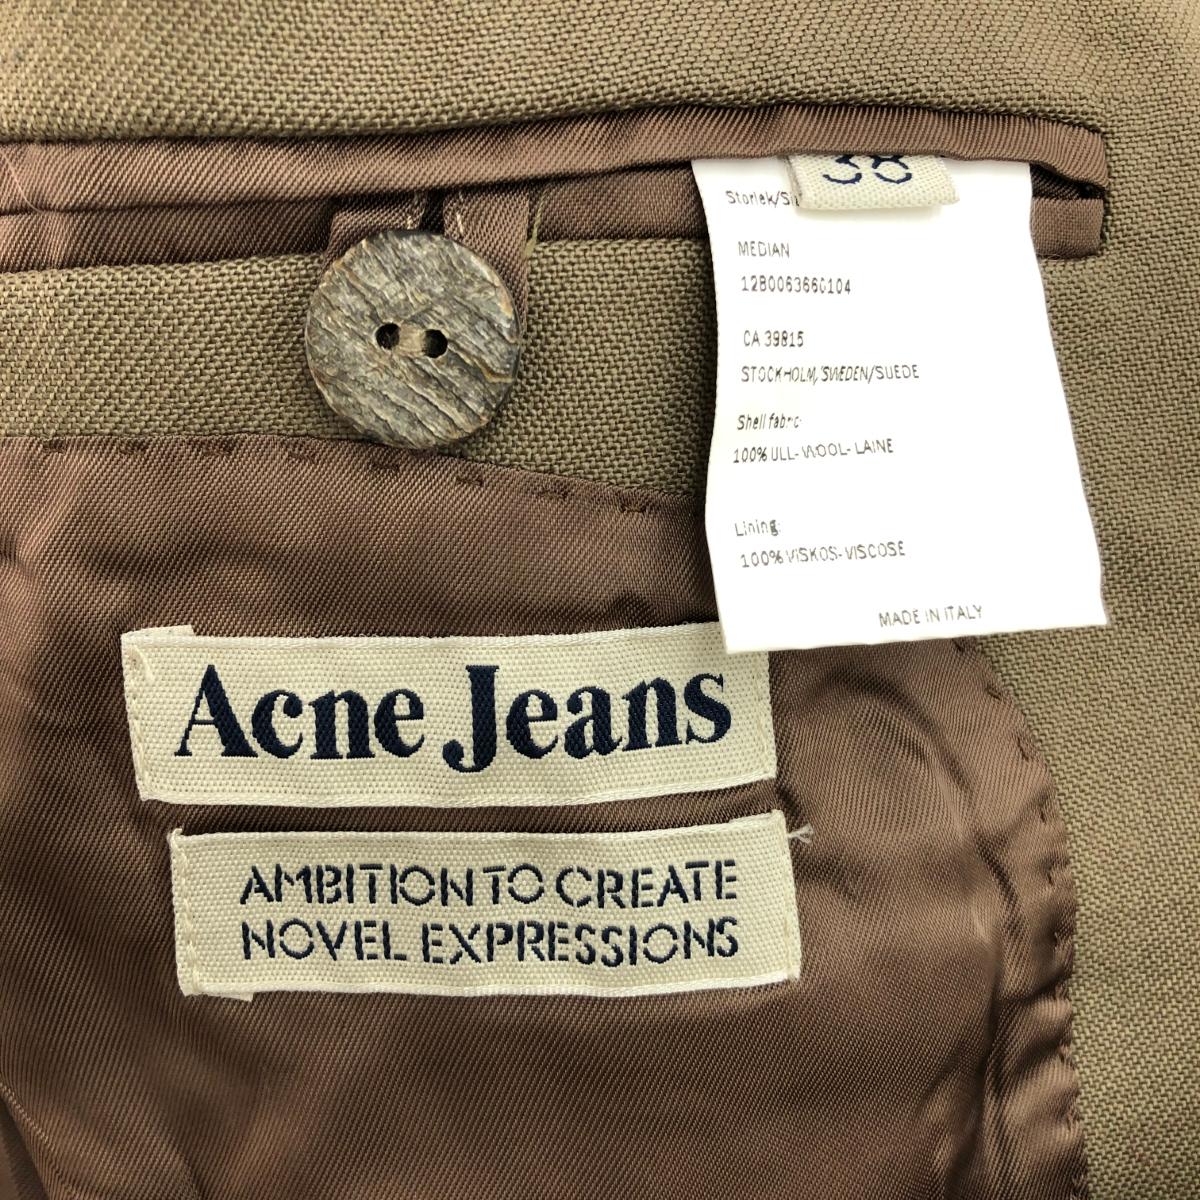 38
Storlek/Si
MEDIAN
12B0063660104
CA 39815
STOCKHOLM/SWEDEN/SUEDE
Shell fabric:
100% ULL-WOOL-LAINE
Lining:
100% VISKOS-VISCOSE
MADE IN ITALY
Acne Jeans
AMBITION TO CREATE
NOVEL EXPRESSIONS